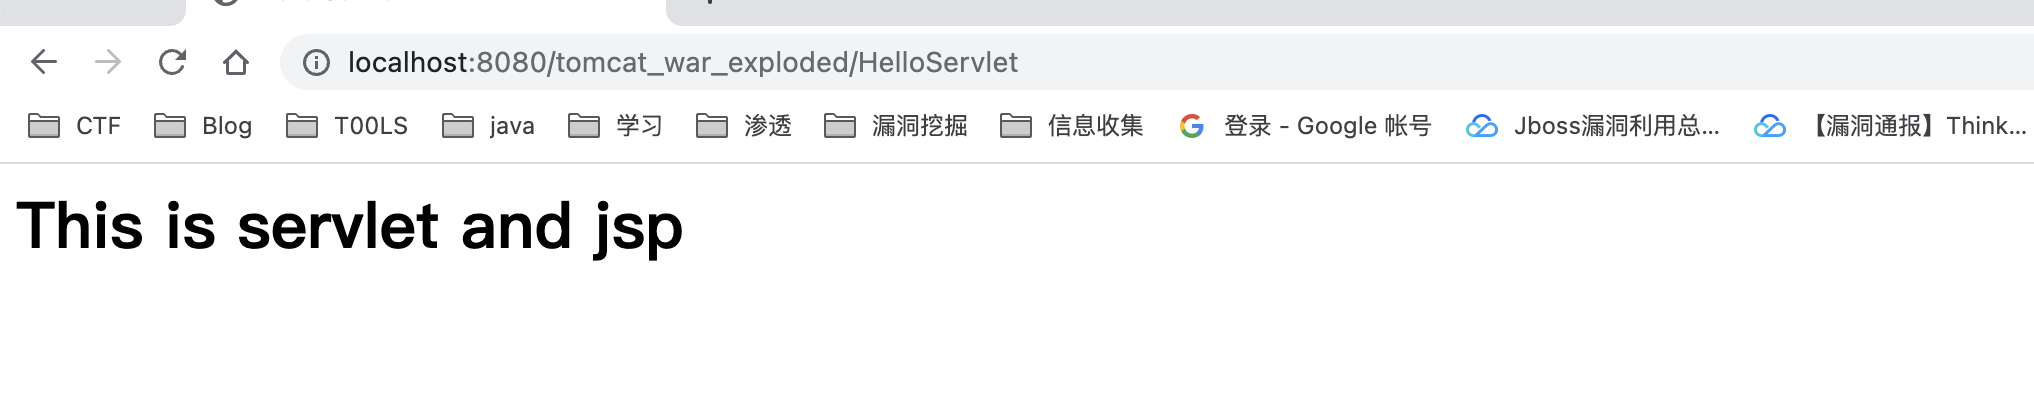 localhost:8080/tomcat_war_exploded/HelloServlet
CTF Blog T00LS java 学习 渗透 漏洞挖掘 信息收集 登录 - Google 帐号 Jboss漏洞利用总... 【漏洞通报】Think...
This is servlet and jsp